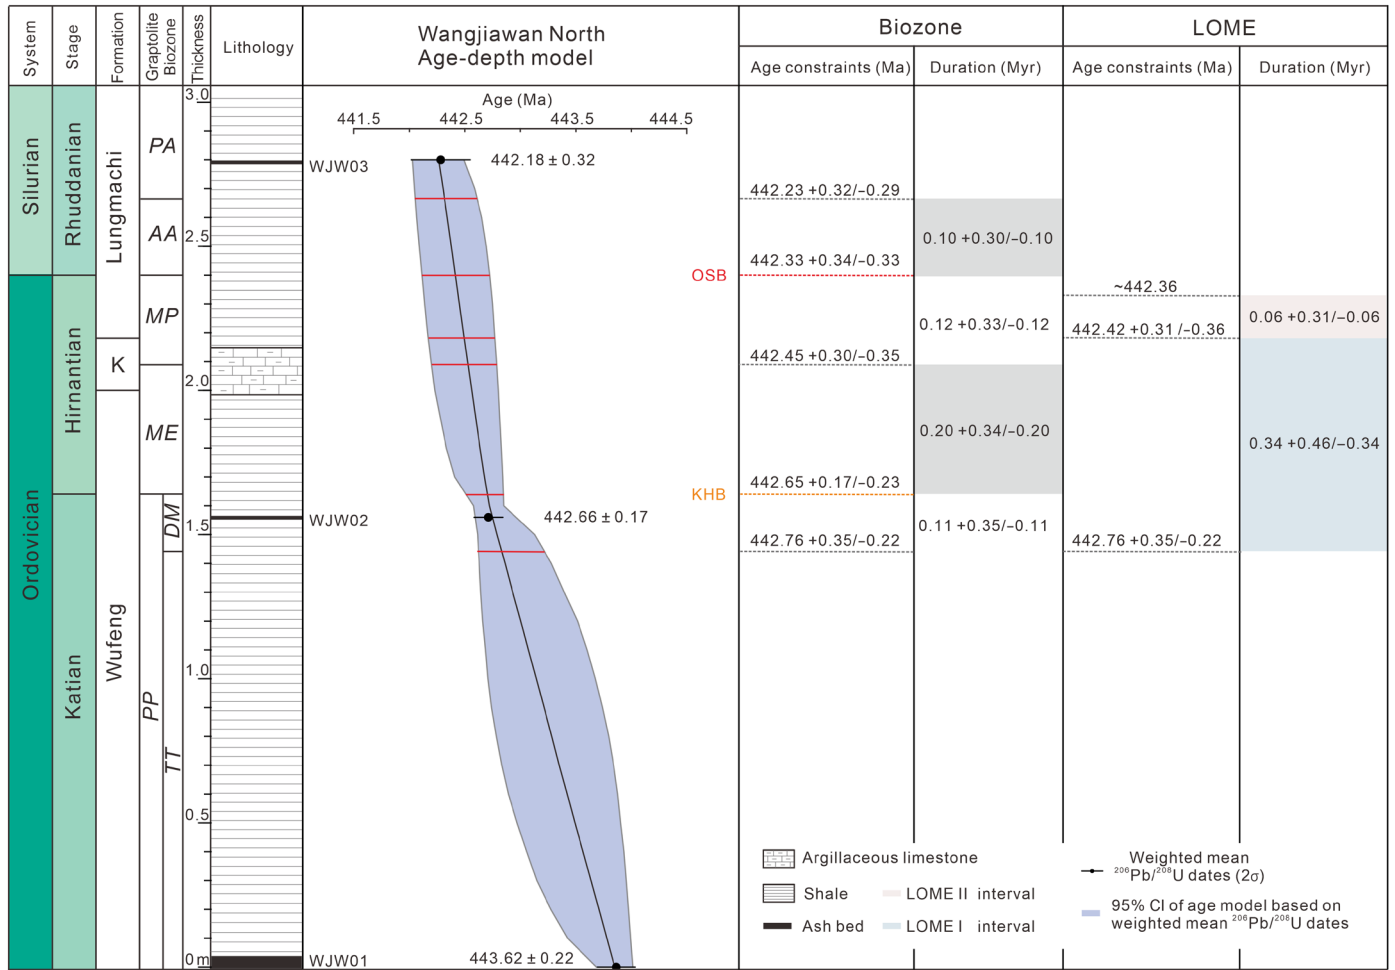 System
Stage
Formation
Graptolite
Biozone
Thickness
Lithology
Wangjiawan North
Age-depth model
Biozone
LOME
Age constraints (Ma)
Duration (Myr)
Age constraints (Ma)
Duration (Myr)
Silurian
Ordovician
Rhuddanian
Hirnantian
Katian
Lungmachi
K
Wufeng
PA
AA
MP
ME
DM
PP
TT
3.0
2.5
2.0
1.5
1.0
0.5
0 m
Age (Ma)
441.5 442.5 443.5 444.5
WJW03
442.18 ± 0.32
WJW02
442.66 ± 0.17
WJW01
443.62 ± 0.22
OSB
KHB
442.23 +0.32/−0.29
442.33 +0.34/−0.33
442.45 +0.30/−0.35
442.65 +0.17/−0.23
442.76 +0.35/−0.22
0.10 +0.30/−0.10
0.12 +0.33/−0.12
0.20 +0.34/−0.20
0.11 +0.35/−0.11
~442.36
442.42 +0.31 /−0.36
442.76 +0.35/−0.22
0.06 +0.31/−0.06
0.34 +0.46/−0.34
Argillaceous limestone
Shale
Ash bed
LOME II interval
LOME I interval
Weighted mean
²⁰⁶Pb/²⁰⁸U dates (2σ)
95% CI of age model based on
weighted mean ²⁰⁶Pb/²⁰⁸U dates